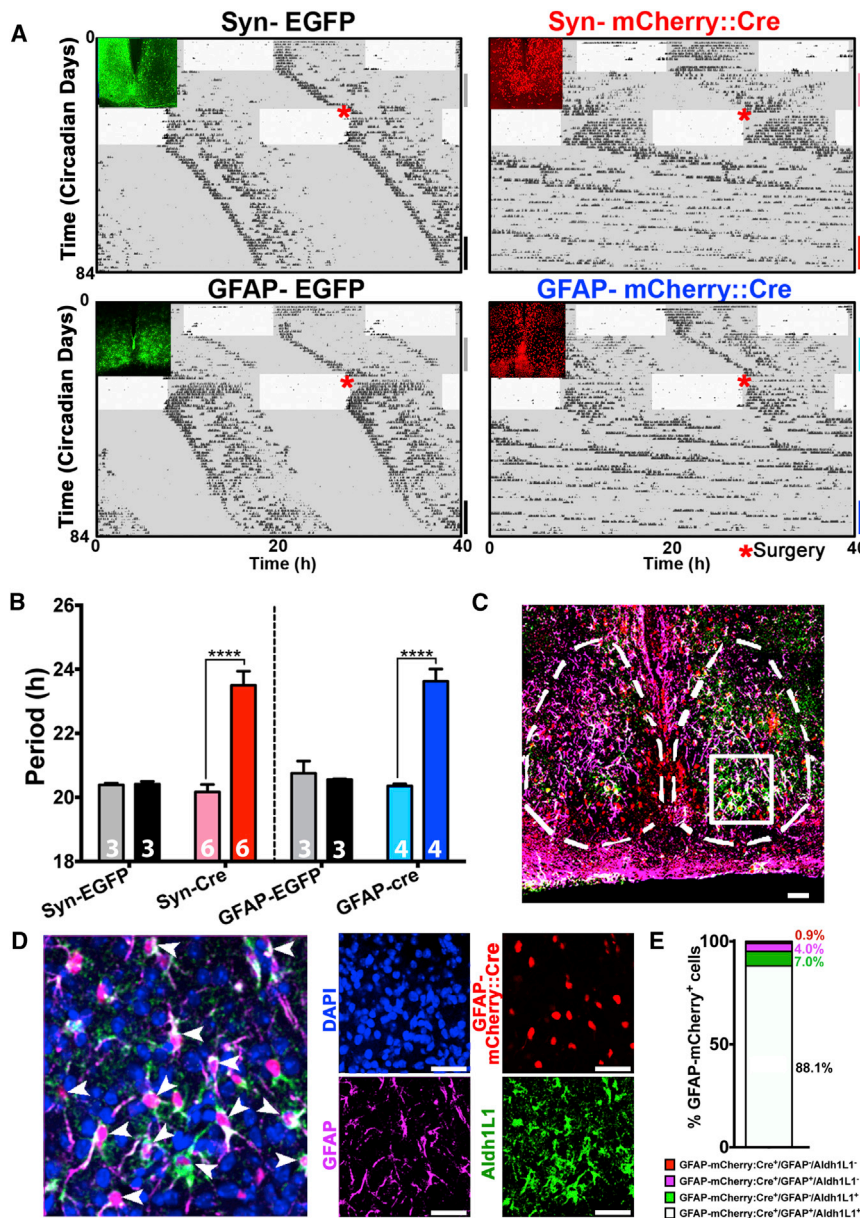 A
Syn- EGFP
Syn- mCherry::Cre
0
Time (Circadian Days)
84
GFAP- EGFP
GFAP- mCherry::Cre
0
Time (Circadian Days)
84
0 20 40
Time (h)
20 40
Time (h)
*Surgery
B
Period (h)
26
24
22
20
18
**** ****
3 3 6 6 3 3 4 4
Syn-EGFP
Syn-Cre
GFAP-EGFP
GFAP-cre
C
D
DAPI
GFAP-
mCherry::Cre
GFAP
Aldh1L1
E
% GFAP-mCherry+ cells
100
50
0
0.9%
4.0%
7.0%
88.1%
GFAP-mCherry:Cre+/GFAP-/Aldh1L1-
GFAP-mCherry:Cre+/GFAP+/Aldh1L1-
GFAP-mCherry:Cre+/GFAP-/Aldh1L1+
GFAP-mCherry:Cre+/GFAP+/Aldh1L1+